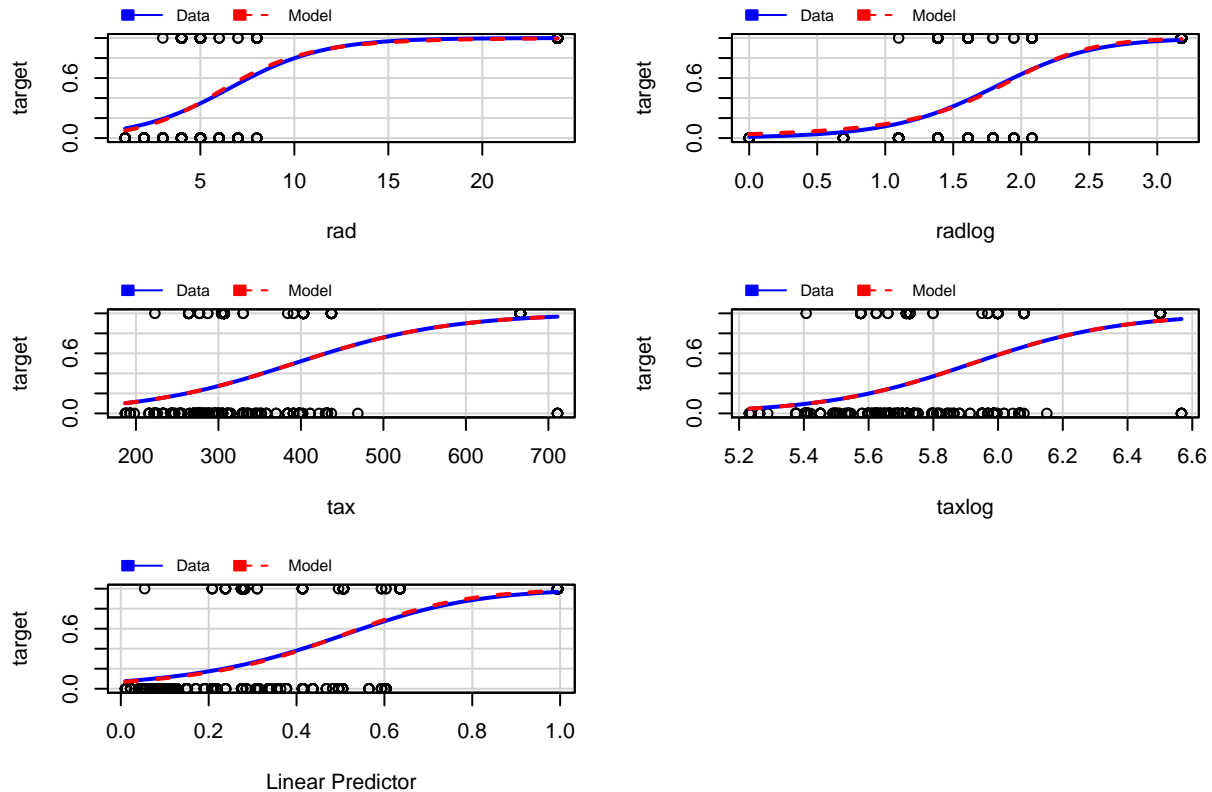 Data Model
target
0.0 0.6
5 10 15 20
rad
Data Model
target
0.0 0.6
0.0 0.5 1.0 1.5 2.0 2.5 3.0
radlog
Data Model
target
0.0 0.6
200 300 400 500 600 700
tax
Data Model
target
0.0 0.6
5.2 5.4 5.6 5.8 6.0 6.2 6.4 6.6
taxlog
Data Model
target
0.0 0.6
0.0 0.2 0.4 0.6 0.8 1.0
Linear Predictor